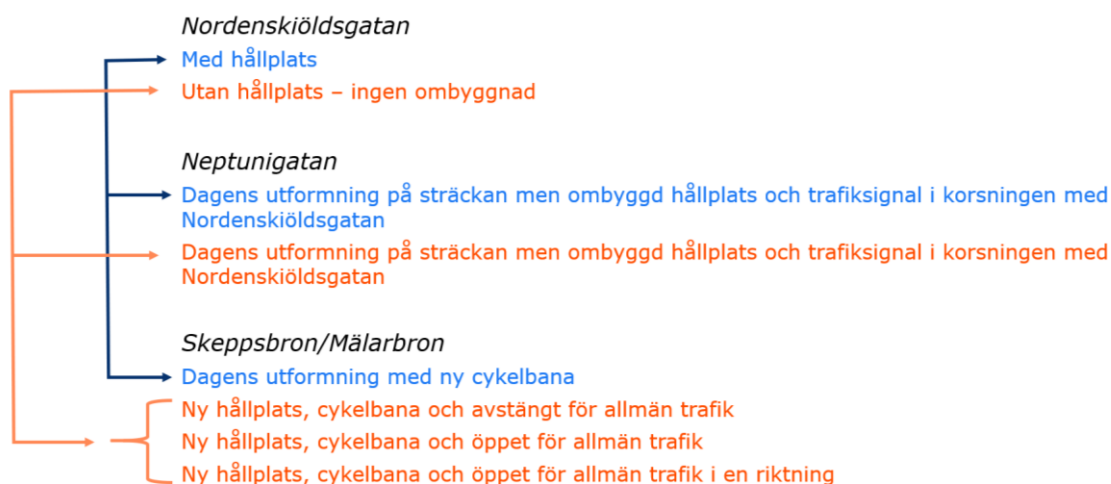 Nordenskiöldsgatan
Med hållplats
Utan hållplats – ingen ombyggnad
Neptunigatan
Dagens utformning på sträckan men ombyggd hållplats och trafiksignal i korsningen med
Nordenskiöldsgatan
Dagens utformning på sträckan men ombyggd hållplats och trafiksignal i korsningen med
Nordenskiöldsgatan
Skeppsbron/Mälarbron
Dagens utformning med ny cykelbana
Ny hållplats, cykelbana och avstängt för allmän trafik
Ny hållplats, cykelbana och öppet för allmän trafik
Ny hållplats, cykelbana och öppet för allmän trafik i en riktning